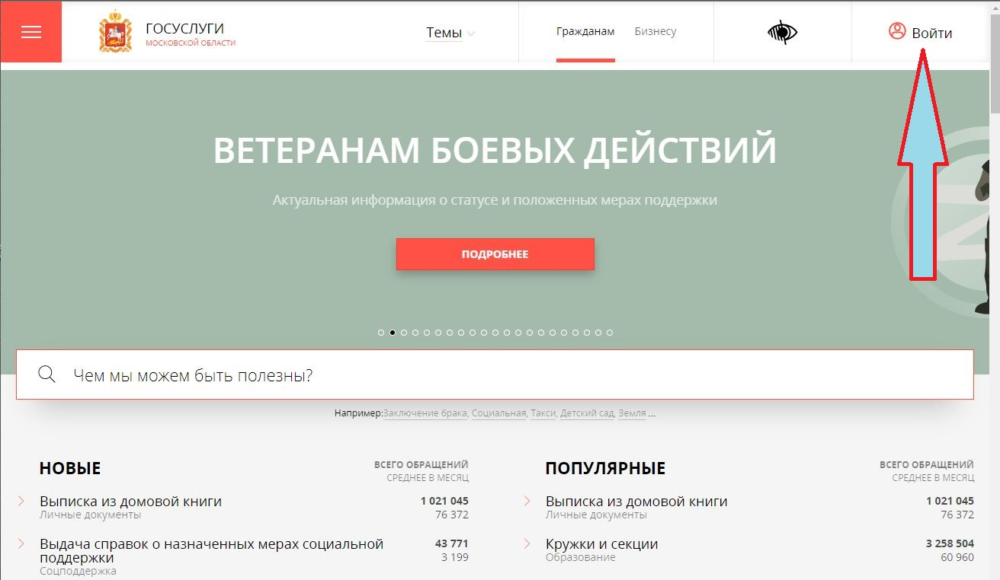 ГОСУСЛУГИ
МОСКОВСКОЙ ОБЛАСТИ
Темы
Гражданам Бизнесу
Войти
ВЕТЕРАНАМ БОЕВЫХ ДЕЙСТВИЙ
Актуальная информация о статусе и положенных мерах поддержки
ПОДРОБНЕЕ
Чем мы можем быть полезны?
Например:Заключение брака, Социальная, Такси, Детский сад, Земля ...
НОВЫЕ
ВСЕГО ОБРАЩЕНИЙ
СРЕДНЕЕ В МЕСЯЦ
Выписка из домовой книги 1 021 045
Личные документы 76 372
Выдача справок о назначенных мерах социальной 43 771
поддержки 3 199
Соцподдержка
ПОПУЛЯРНЫЕ
ВСЕГО ОБРАЩЕНИЙ
СРЕДНЕЕ В МЕСЯЦ
Выписка из домовой книги 1 021 045
Личные документы 76 372
Кружки и секции 3 258 504
Образование 60 960